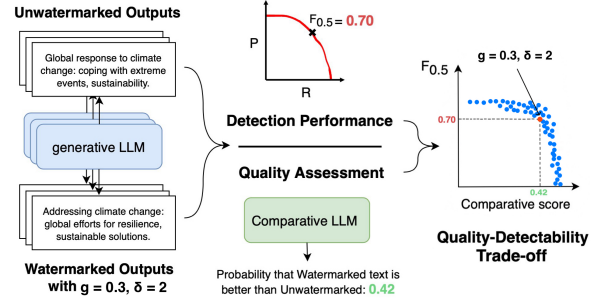 Unwatermarked Outputs
Global response to climate
change: coping with extreme
events, sustainability.
generative LLM
Addressing climate change:
global efforts for resilience,
sustainable solutions.
Watermarked Outputs
with g = 0.3, δ = 2
F0.5 = 0.70
P
R
Detection Performance
Quality Assessment
Comparative LLM
Probability that Watermarked text is
better than Unwatermarked: 0.42
F0.5
g = 0.3, δ = 2
0.70
0.42
Comparative score
Quality-Detectability
Trade-off